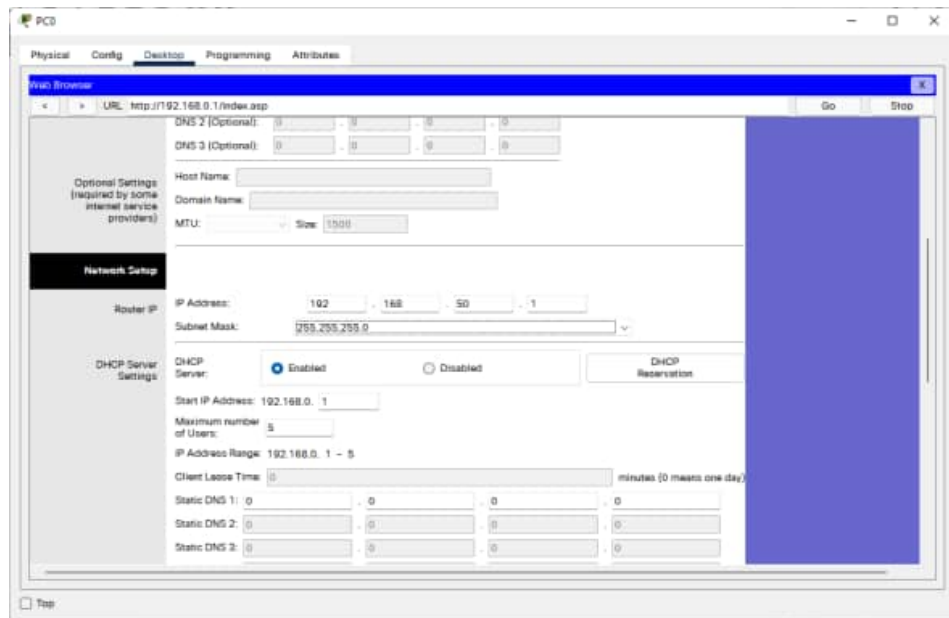 PC0
Physical Config Desktop Programming Attributes
Web Browser X
< > URL http://192.168.0.1/index.asp Go Stop
DNS 2 (Optional): 0 . 0 . 0 . 0
DNS 3 (Optional): 0 . 0 . 0 . 0
Optional Settings
(required by some
internet service
providers)
Host Name:
Domain Name:
MTU: Size: 1500
Network Setup
Router IP
IP Address: 192 . 168 . 50 . 1
Subnet Mask: 255.255.255.0
DHCP Server
Settings
DHCP
Server: Enabled Disabled
DHCP
Reservation
Start IP Address: 192.168.0. 1
Maximum number
of Users: 5
IP Address Range: 192.168.0. 1 - 5
Client Lease Time: 0 minutes (0 means one day)
Static DNS 1: 0 . 0 . 0 . 0
Static DNS 2: 0 . 0 . 0 . 0
Static DNS 3: 0 . 0 . 0 . 0
Top